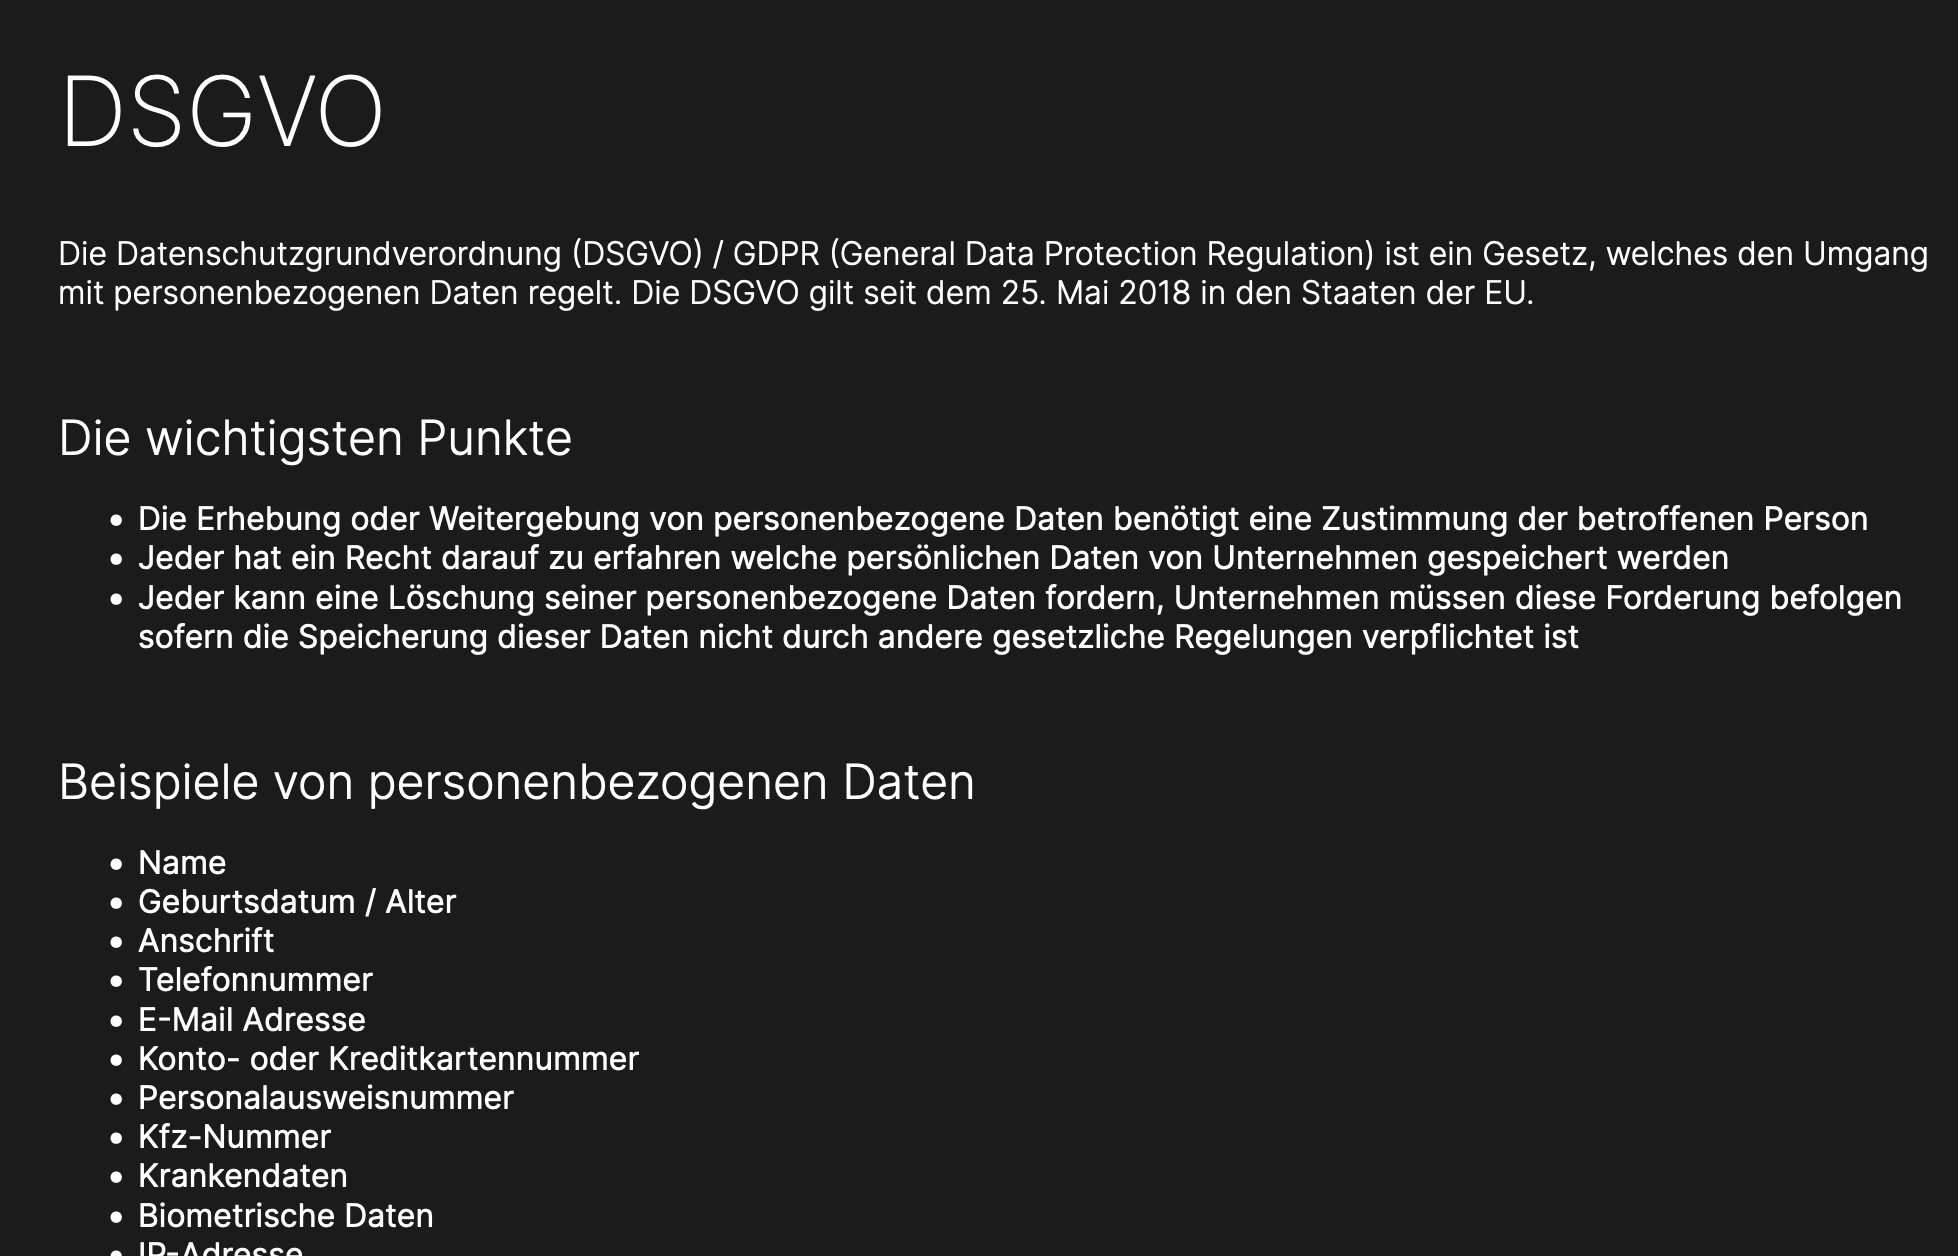 DSGVO
Die Datenschutzgrundverordnung (DSGVO) / GDPR (General Data Protection Regulation) ist ein Gesetz, welches den Umgang
mit personenbezogenen Daten regelt. Die DSGVO gilt seit dem 25. Mai 2018 in den Staaten der EU.
Die wichtigsten Punkte
• Die Erhebung oder Weitergebung von personenbezogene Daten benötigt eine Zustimmung der betroffenen Person
• Jeder hat ein Recht darauf zu erfahren welche persönlichen Daten von Unternehmen gespeichert werden
• Jeder kann eine Löschung seiner personenbezogene Daten fordern, Unternehmen müssen diese Forderung befolgen
sofern die Speicherung dieser Daten nicht durch andere gesetzliche Regelungen verpflichtet ist
Beispiele von personenbezogenen Daten
• Name
• Geburtsdatum / Alter
• Anschrift
• Telefonnummer
• E-Mail Adresse
• Konto- oder Kreditkartennummer
• Personalausweisnummer
• Kfz-Nummer
• Krankendaten
• Biometrische Daten
• IP-Adresse